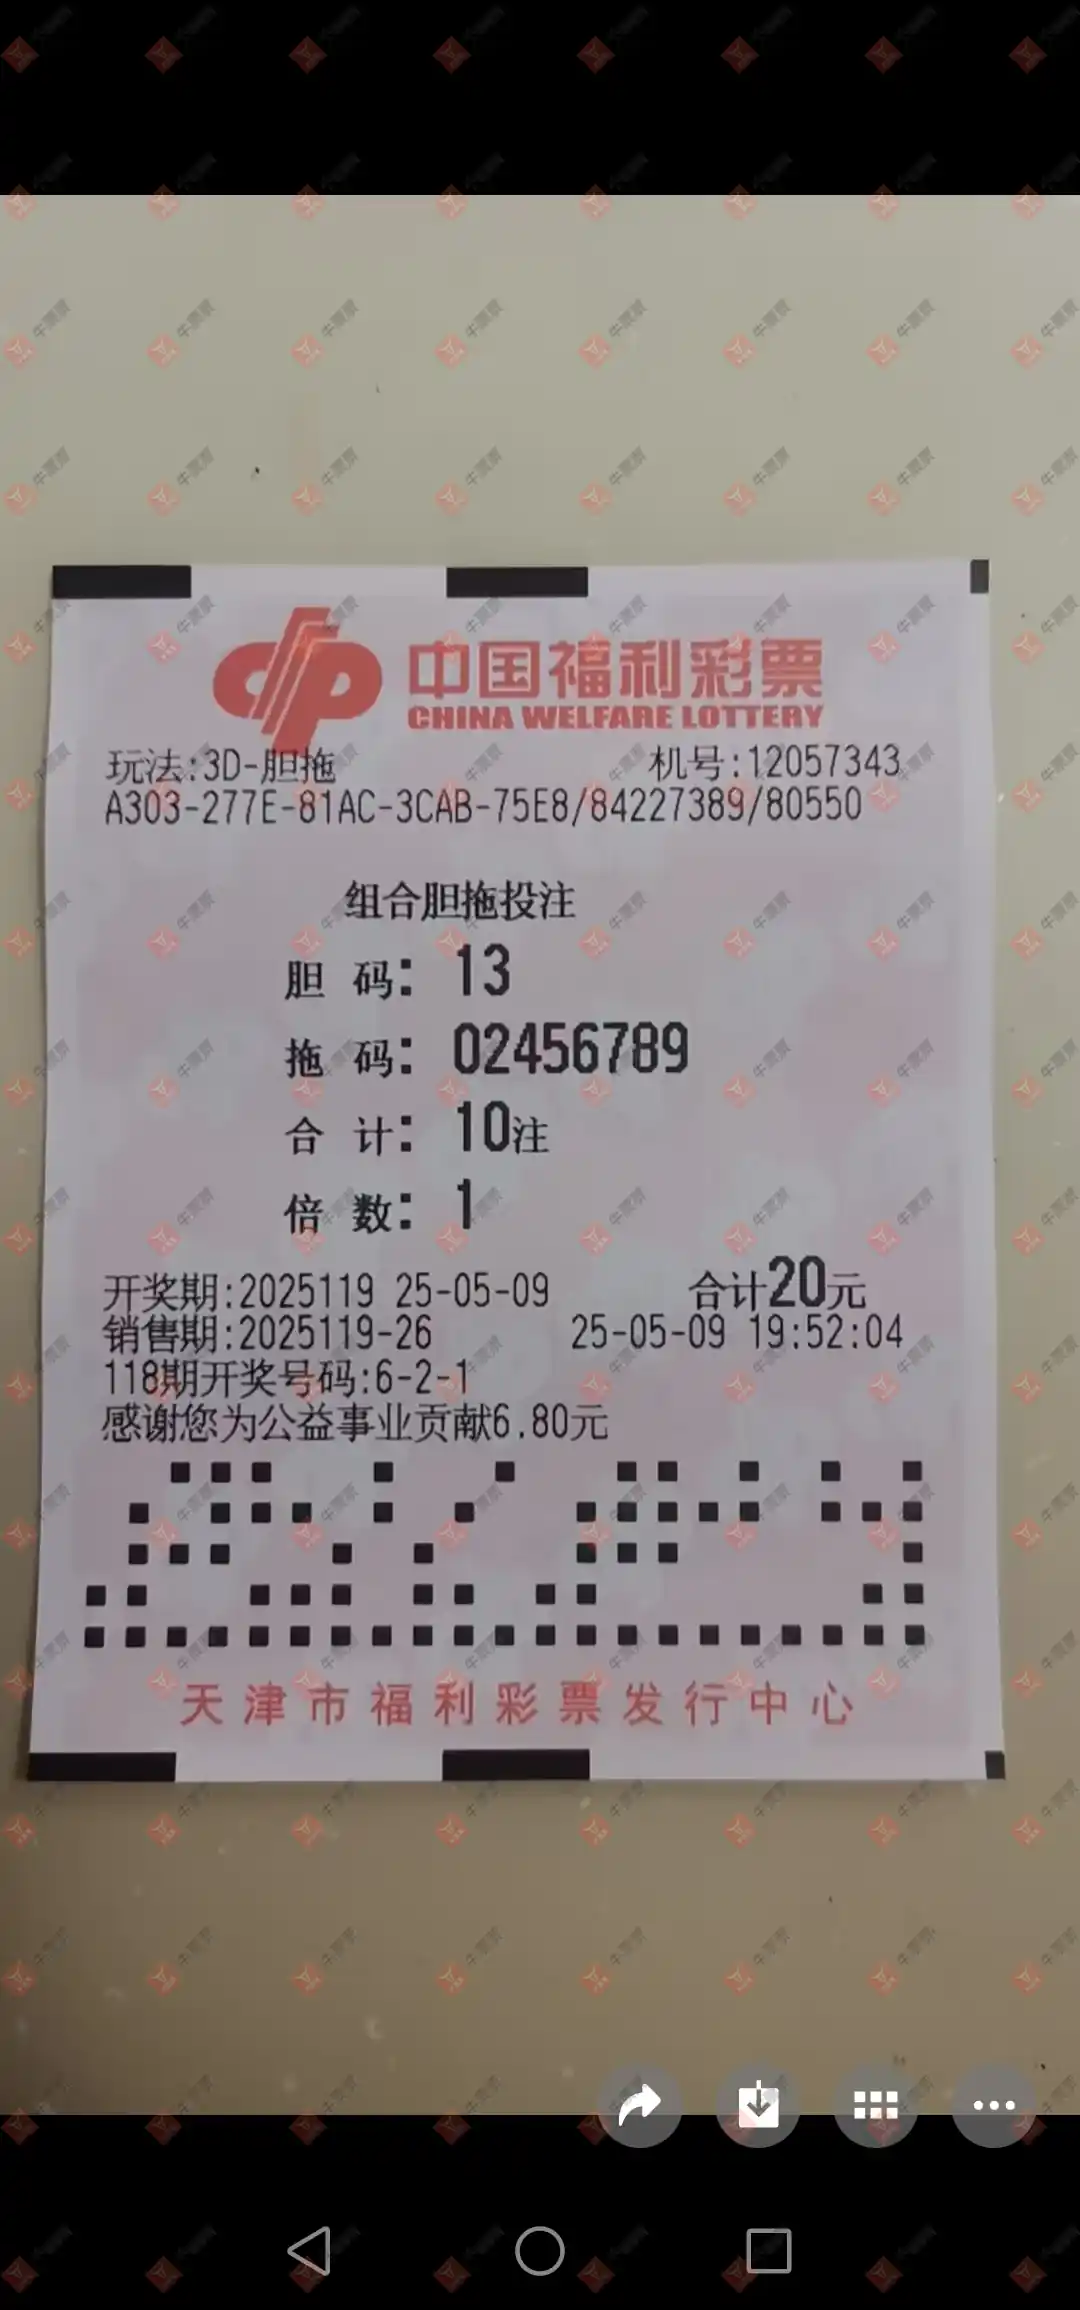 中国福利彩票
CHINA WELFARE LOTTERY
玩法:3D-胆拖 机号:12057343
A303-277E-81AC-3CAB-75E8/84227389/80550
组合胆拖投注
胆 码: 13
拖 码: 02456789
合 计: 10注
倍 数: 1
开奖期:2025119 25-05-09 合计20元
销售期:2025119-26 25-05-09 19:52:04
118期开奖号码:6-2-1
感谢您为公益事业贡献6.80元
天津市福利彩票发行中心